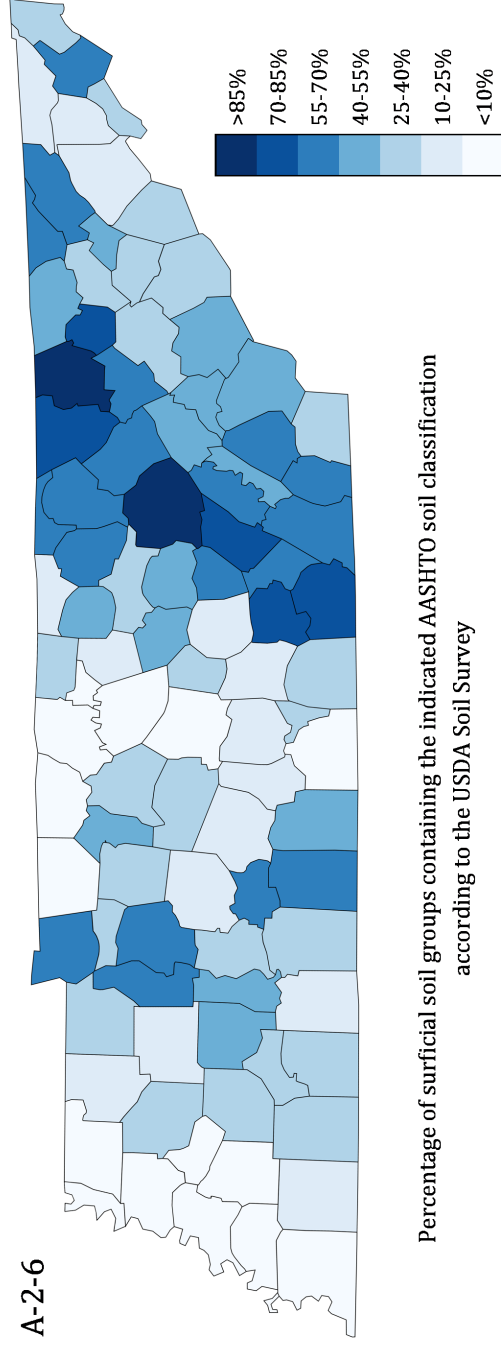 A-2-6
>85%
70-85%
55-70%
40-55%
25-40%
10-25%
<10%
Percentage of surficial soil groups containing the indicated AASHTO soil classification
according to the USDA Soil Survey